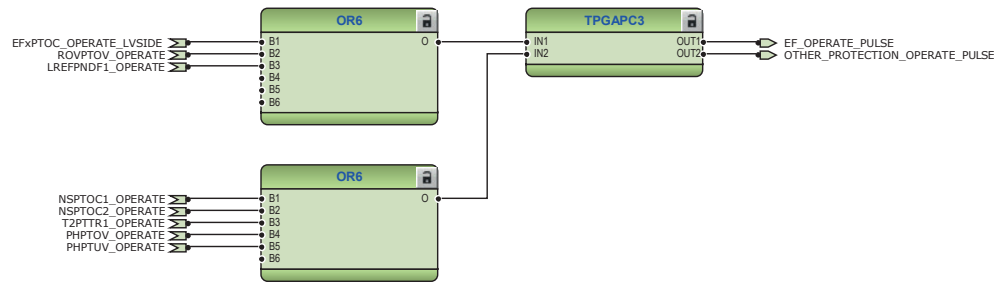 OR6
EFxPTOC_OPERATE_LVSIDE B1 O
ROVPTOV_OPERATE B2
LREFPNDF1_OPERATE B3
B4
B5
B6
TPGAPC3
IN1 OUT1 EF_OPERATE_PULSE
IN2 OUT2 OTHER_PROTECTION_OPERATE_PULSE
OR6
NSPTOC1_OPERATE B1 O
NSPTOC2_OPERATE B2
T2PTTR1_OPERATE B3
PHPTOV_OPERATE B4
PHPTUV_OPERATE B5
B6